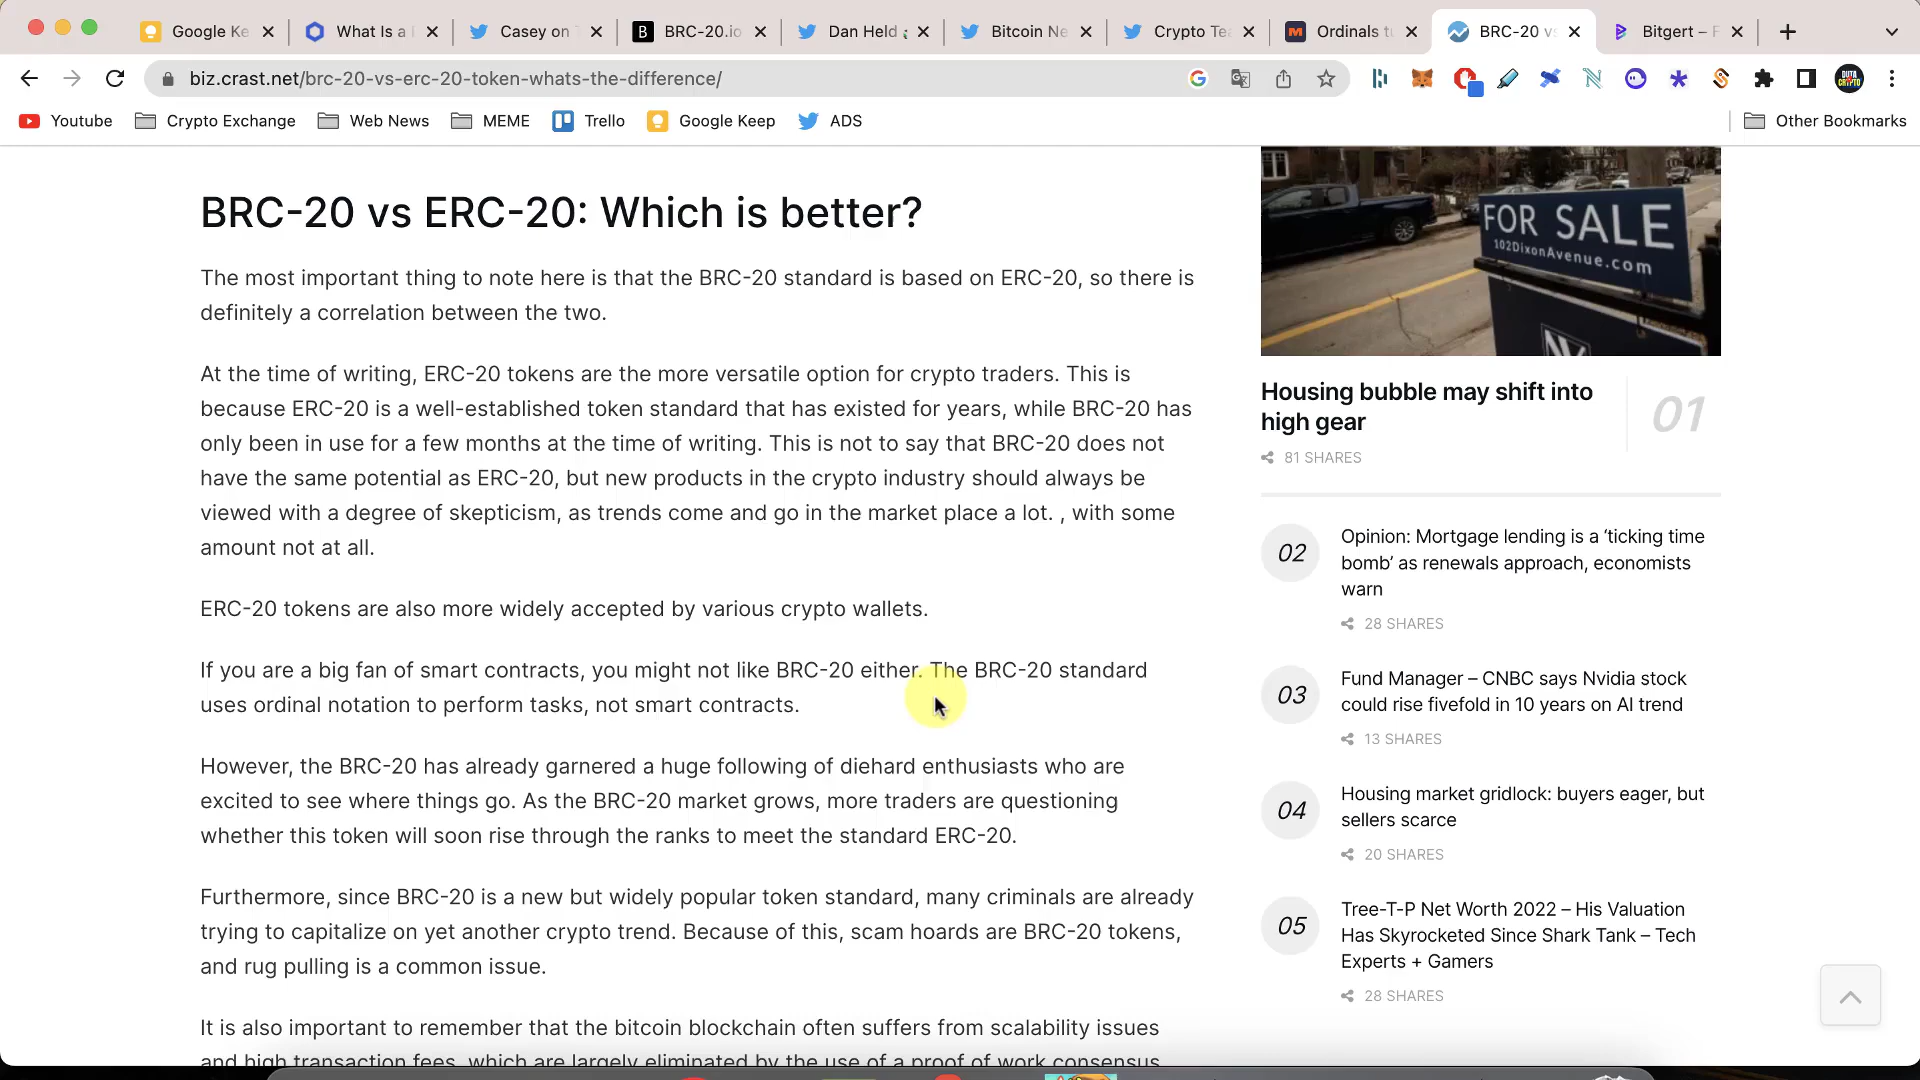 Google Ke
What Is a
Casey on
BRC-20.io
Dan Held
Bitcoin Ne
Crypto Te
Ordinals t
BRC-20 vs
Bitgert – F
biz.crast.net/brc-20-vs-erc-20-token-whats-the-difference/
Youtube
Crypto Exchange
Web News
MEME
Trello
Google Keep
ADS
Other Bookmarks
BRC-20 vs ERC-20: Which is better?
The most important thing to note here is that the BRC-20 standard is based on ERC-20, so there is
definitely a correlation between the two.
At the time of writing, ERC-20 tokens are the more versatile option for crypto traders. This is
because ERC-20 is a well-established token standard that has existed for years, while BRC-20 has
only been in use for a few months at the time of writing. This is not to say that BRC-20 does not
have the same potential as ERC-20, but new products in the crypto industry should always be
viewed with a degree of skepticism, as trends come and go in the market place a lot. , with some
amount not at all.
ERC-20 tokens are also more widely accepted by various crypto wallets.
If you are a big fan of smart contracts, you might not like BRC-20 either. The BRC-20 standard
uses ordinal notation to perform tasks, not smart contracts.
However, the BRC-20 has already garnered a huge following of diehard enthusiasts who are
excited to see where things go. As the BRC-20 market grows, more traders are questioning
whether this token will soon rise through the ranks to meet the standard ERC-20.
Furthermore, since BRC-20 is a new but widely popular token standard, many criminals are already
trying to capitalize on yet another crypto trend. Because of this, scam hoards are BRC-20 tokens,
and rug pulling is a common issue.
It is also important to remember that the bitcoin blockchain often suffers from scalability issues
and high transaction fees, which are largely eliminated by the use of a proof of work consensus
FOR SALE
102DixonAvenue.com
Housing bubble may shift into
high gear
01
81 SHARES
02
Opinion: Mortgage lending is a ‘ticking time
bomb’ as renewals approach, economists
warn
28 SHARES
03
Fund Manager – CNBC says Nvidia stock
could rise fivefold in 10 years on AI trend
13 SHARES
04
Housing market gridlock: buyers eager, but
sellers scarce
20 SHARES
05
Tree-T-P Net Worth 2022 – His Valuation
Has Skyrocketed Since Shark Tank – Tech
Experts + Gamers
28 SHARES